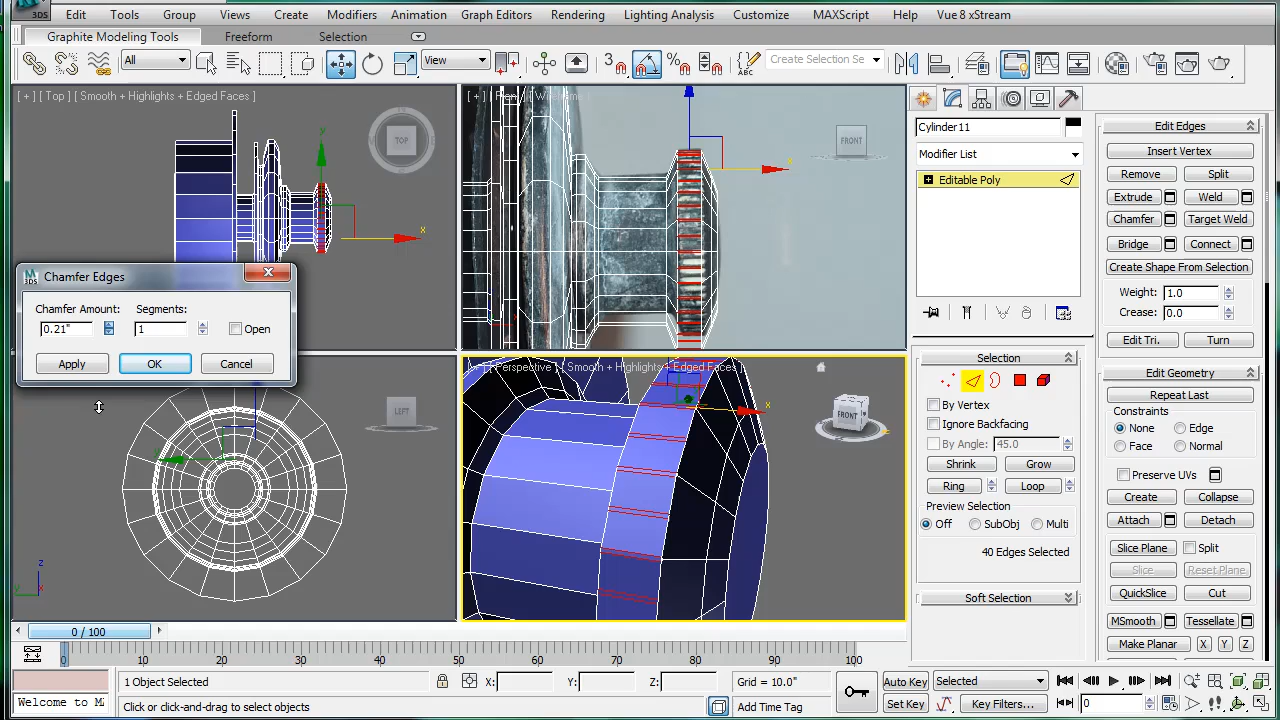 3DS Edit Tools Group Views Create Modifiers Animation Graph Editors Rendering Lighting Analysis Customize MAXScript Help Vue 8 xStream
Graphite Modeling Tools Freeform Selection
All View 3 Create Selection Se
[ + ] [ Top ] [ Smooth + Highlights + Edged Faces ]
TOP
y
x
FRONT
x
Cylinder11
Modifier List
Editable Poly
Edit Edges
Insert Vertex
Remove Split
Extrude Weld
Chamfer Target Weld
Bridge Connect
Create Shape From Selection
Weight: 1.0
Crease: 0.0
Edit Tri. Turn
Chamfer Edges
Chamfer Amount: Segments:
0.21" 1 Open
Apply OK Cancel
LEFT
z
y x
[ Perspective ] [ Smooth + Highlights + Edged Faces ]
x
FRONT
Selection
By Vertex
Ignore Backfacing
By Angle: 45.0
Shrink Grow
Ring Loop
Preview Selection
Off SubObj Multi
40 Edges Selected
Soft Selection
Edit Geometry
Repeat Last
Constraints
None Edge
Face Normal
Preserve UVs
Create Collapse
Attach Detach
Slice Plane Split
Slice Reset Plane
QuickSlice Cut
MSmooth Tessellate
Make Planar X Y Z
0 / 100
0 10 20 30 40 50 60 70 80 90 100
1 Object Selected X: Y: Z: Grid = 10.0" Auto Key Selected
Welcome to M Click or click-and-drag to select objects Add Time Tag Set Key Key Filters... 0